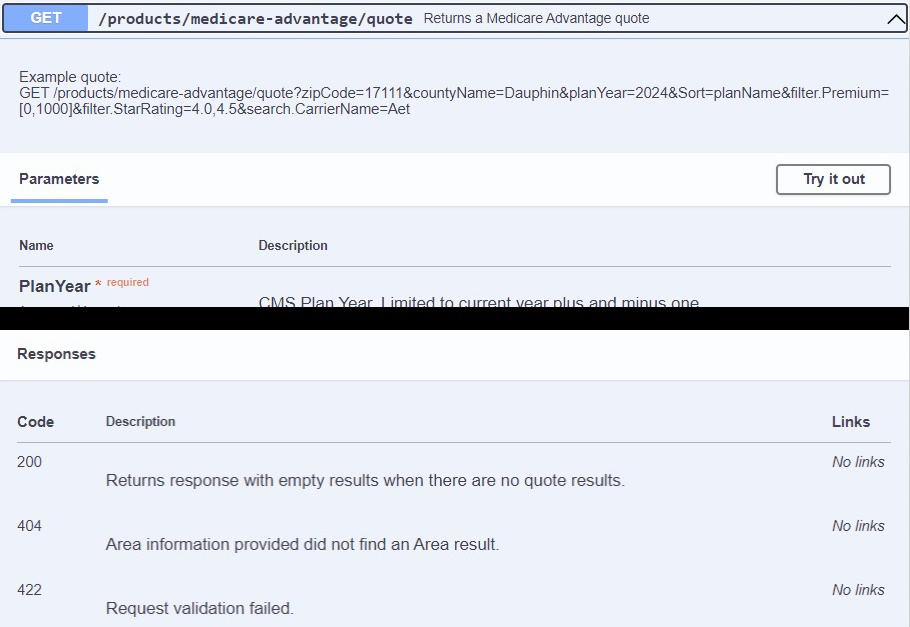 GET /products/medicare-advantage/quote Returns a Medicare Advantage quote
Example quote:
GET /products/medicare-advantage/quote?zipCode=17111&countyName=Dauphin&planYear=2024&Sort=planName&filter.Premium=
[0,1000]&filter.StarRating=4.0,4.5&search.CarrierName=Aet
Parameters Try it out
Name Description
PlanYear * required
CMS Plan Year. Limited to current year plus and minus one
Responses
Code Description Links
200 No links
Returns response with empty results when there are no quote results.
404 No links
Area information provided did not find an Area result.
422 No links
Request validation failed.